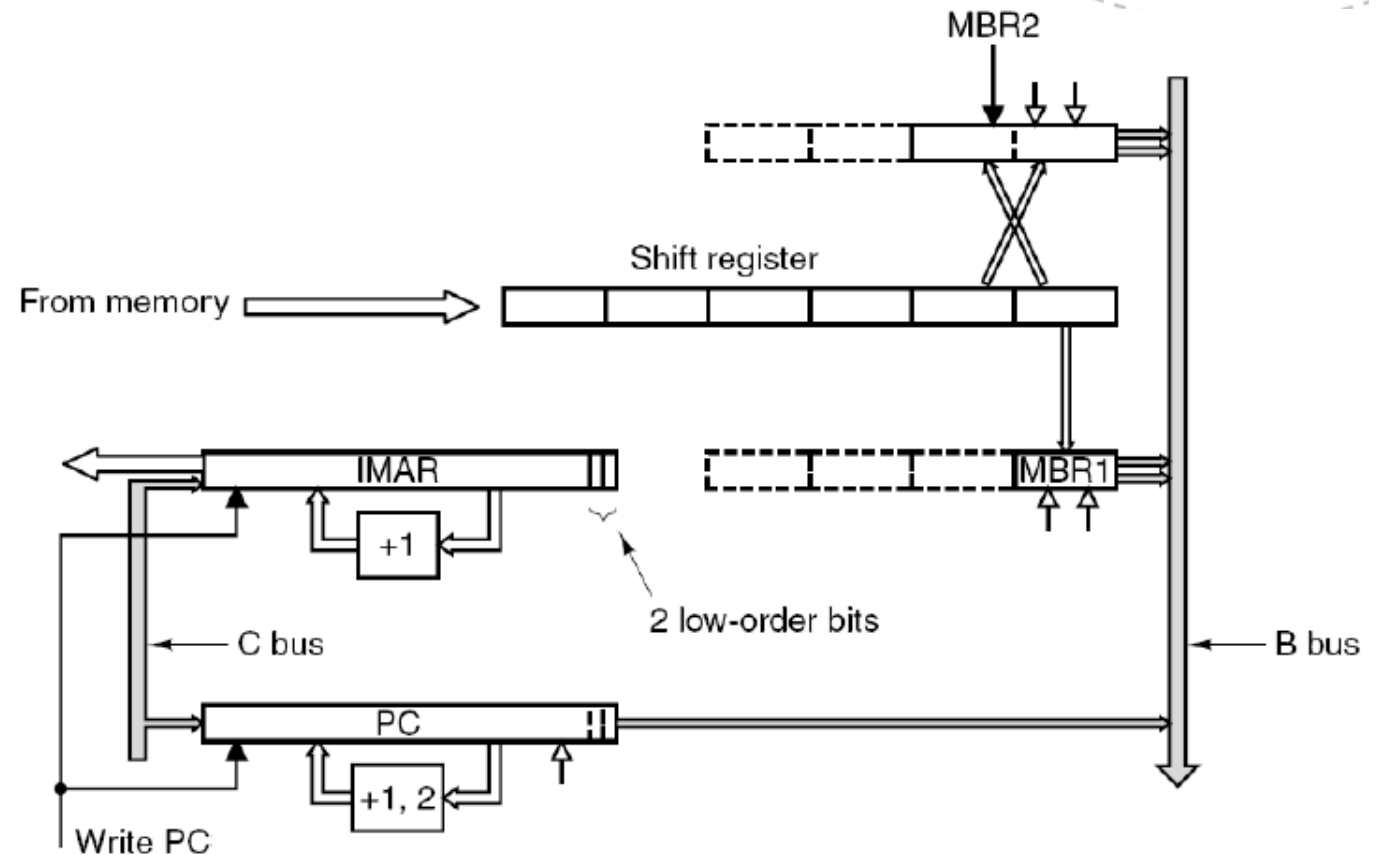 MBR2
Shift register
From memory
IMAR
MBR1
+1
2 low-order bits
C bus
B bus
PC
+1, 2
Write PC